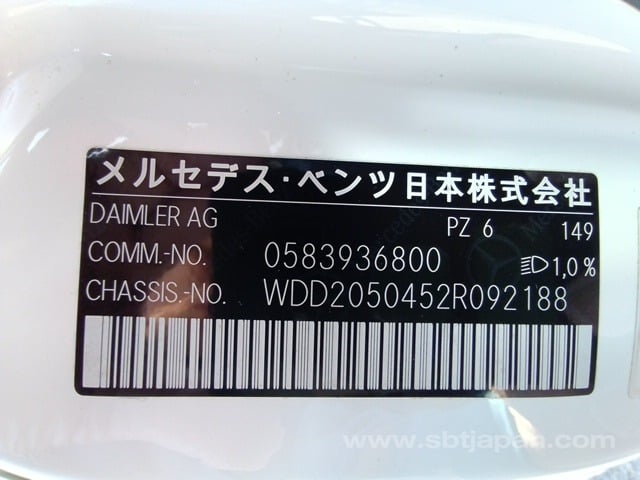 メルセデス・ベンツ日本株式会社
DAIMLER AG PZ 6 149
COMM.-NO. 0583936800 1,0%
CHASSIS.-NO. WDD2050452R092188
www.sbtjapan.com